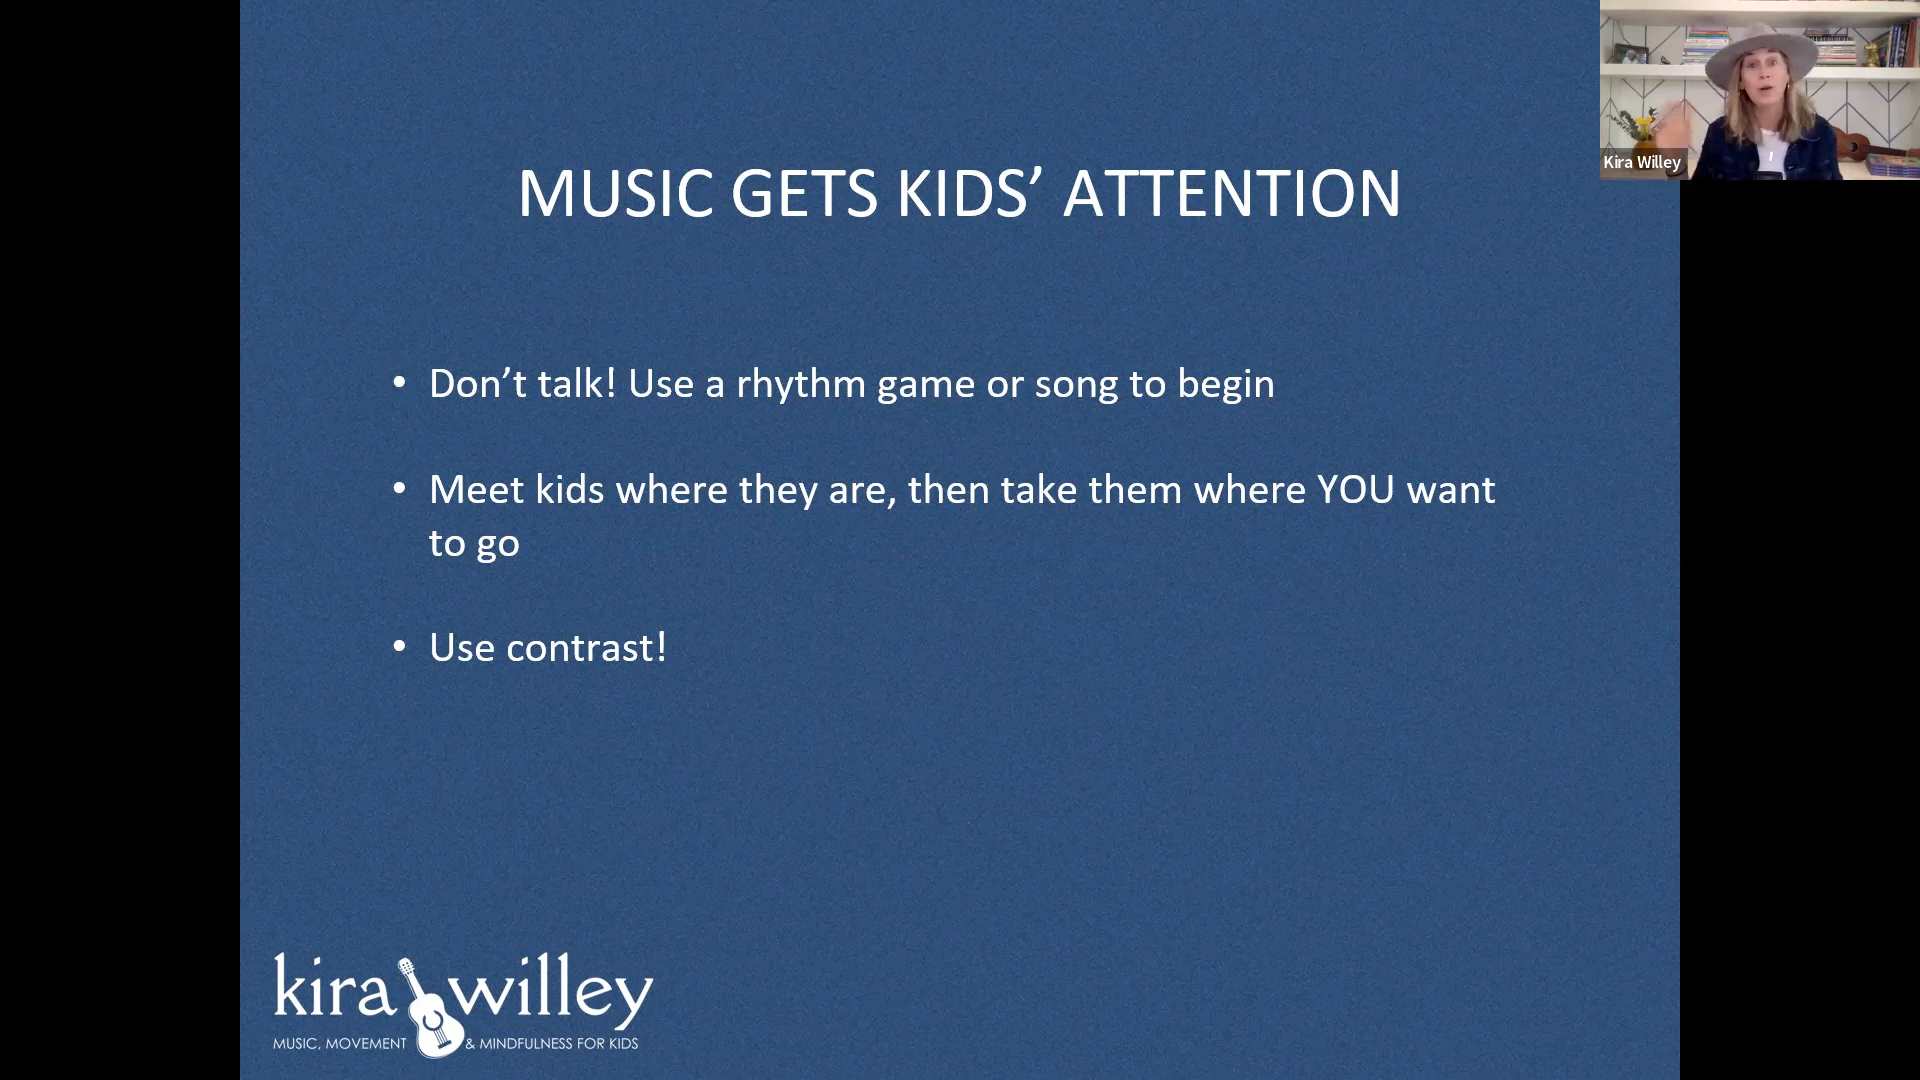 MUSIC GETS KIDS’ ATTENTION
• Don’t talk! Use a rhythm game or song to begin
• Meet kids where they are, then take them where YOU want
to go
• Use contrast!
kira willey
MUSIC, MOVEMENT & MINDFULNESS FOR KIDS
Kira Willey